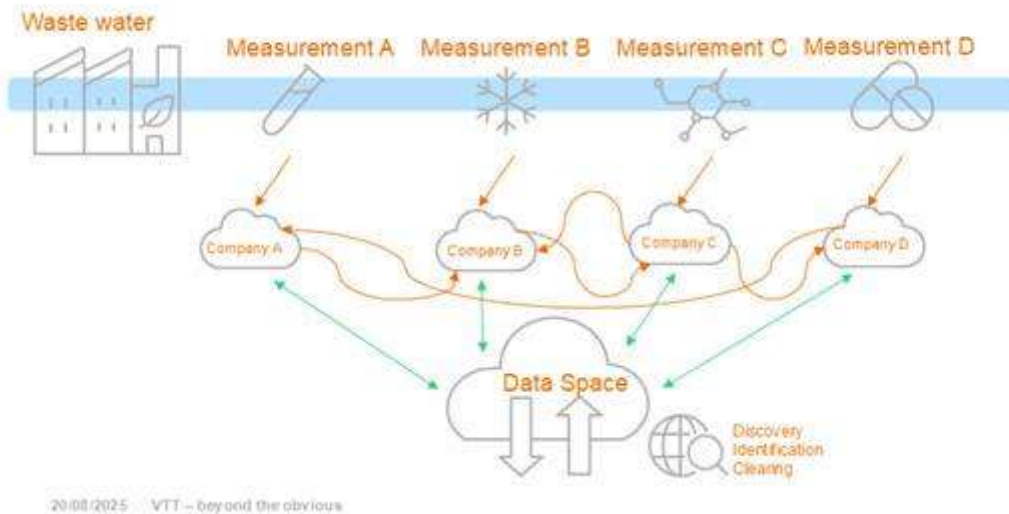 Waste water
Measurement A
Measurement B
Measurement C
Measurement D
Company A
Company B
Company C
Company D
Data Space
Discovery
Identification
Clearing
20/08/2025 VTT – beyond the obvious